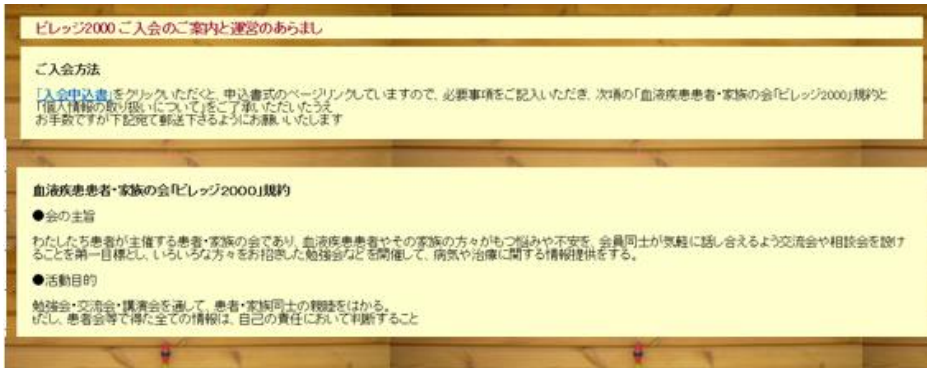 ビレッジ2000 ご入会のご案内と運営のあらまし
ご入会方法
「入会申込書」をクリックいただくと、申込書式のページリンクしていますので、必要事項をご記入いただき、次項の「血液疾患患者・家族の会「ビレッジ2000」規約と
「個人情報の取り扱いについて」をご了承いただいたうえ
お手数ですが下記宛て郵送下さるようにお願いいたします
血液疾患患者・家族の会「ビレッジ2000」規約
●会の主旨
わたしたち患者が主催する患者・家族の会であり、血液疾患患者やその家族の方々がもつ悩みや不安を、会員同士が気軽に話し合えるよう交流会や相談会を設け
ることを第一目標とし、いろいろな方々をお招きした勉強会などを開催して、病気や治療に関する情報提供をする。
●活動目的
勉強会・交流会・講演会を通して、患者・家族同士の親睦をはかる。
ただし、患者会等で得た全ての情報は、自己の責任において判断すること